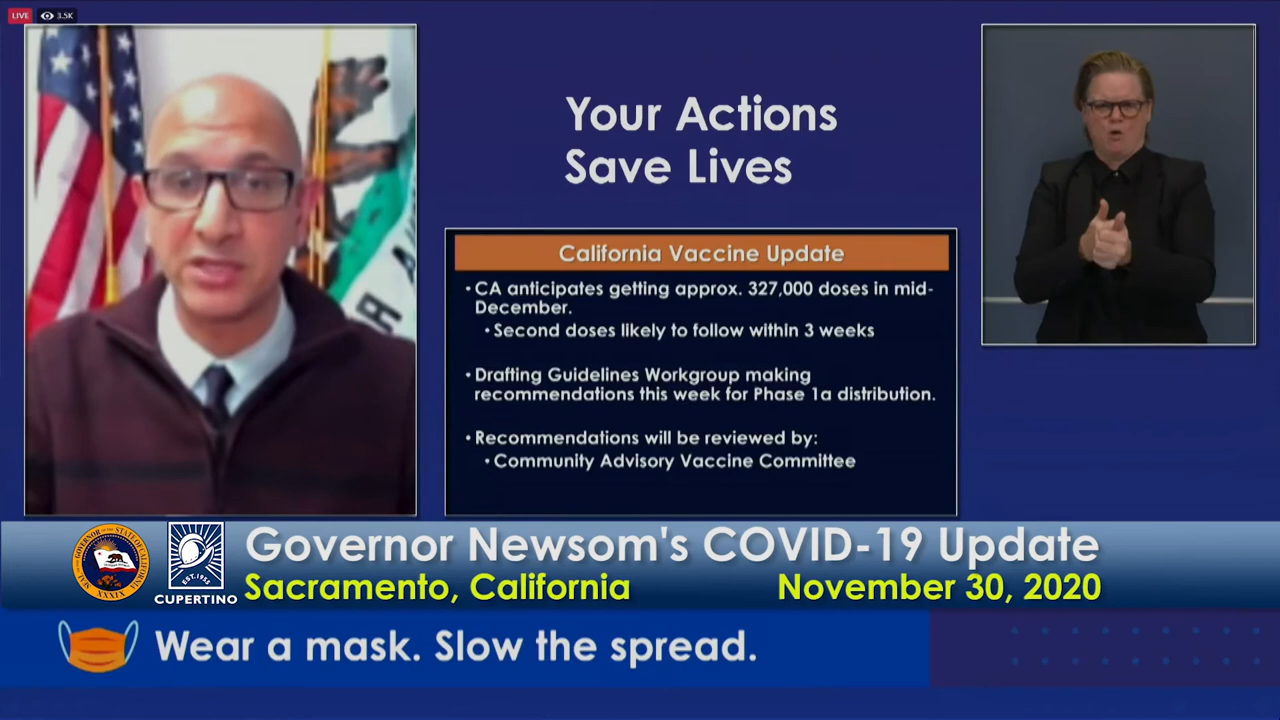 LIVE 3.5K
Your Actions
Save Lives
California Vaccine Update
• CA anticipates getting approx. 327,000 doses in mid-
December.
• Second doses likely to follow within 3 weeks
• Drafting Guidelines Workgroup making
recommendations this week for Phase 1a distribution.
• Recommendations will be reviewed by:
• Community Advisory Vaccine Committee
Governor Newsom's COVID-19 Update
EST. 1955
CUPERTINO
Sacramento, California November 30, 2020
Wear a mask. Slow the spread.